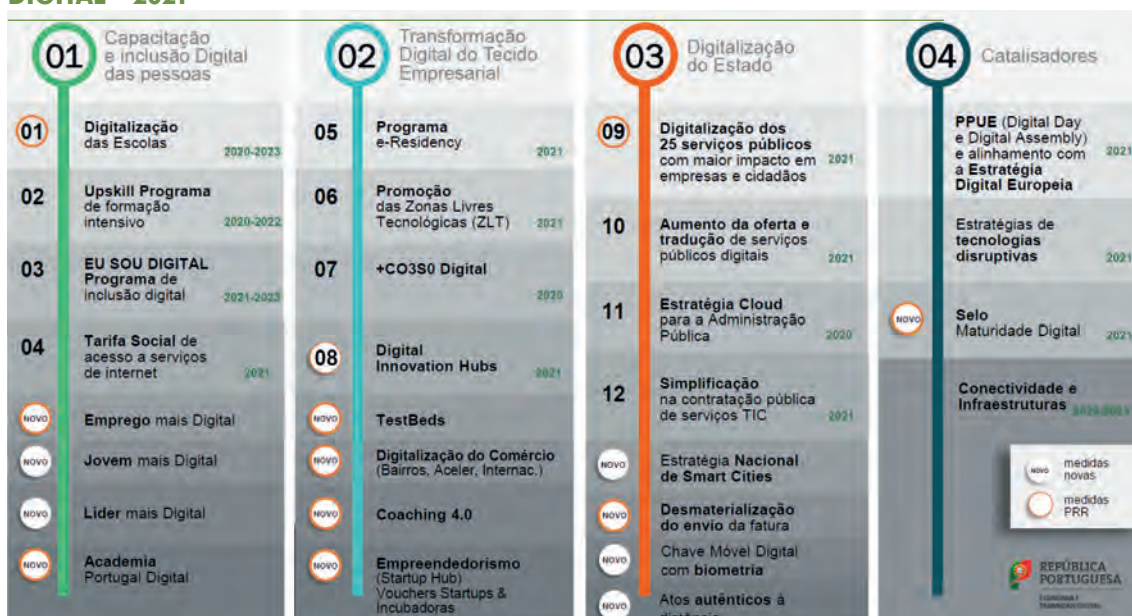 DIGITAL - 2021
01
Capacitação
e inclusão Digital
das pessoas
01
Digitalização
das Escolas
2020-2023
02
Upskill Programa
de formação
intensivo
2020-2022
03
EU SOU DIGITAL
Programa de
inclusão digital
2021-2023
04
Tarifa Social de
acesso a serviços
de internet
2021
NOVO
Emprego mais Digital
NOVO
Jovem mais Digital
NOVO
Líder mais Digital
NOVO
Academia
Portugal Digital
02
Transformação
Digital do Tecido
Empresarial
05
Programa
e-Residency
2021
06
Promoção
das Zonas Livres
Tecnológicas (ZLT)
2021
07
+CO3S0 Digital
2020
08
Digital
Innovation Hubs
2021
NOVO
TestBeds
NOVO
Digitalização do Comércio
(Bairros, Aceler, Internac.)
NOVO
Coaching 4.0
NOVO
Empreendedorismo
(Startup Hub)
Vouchers Startups &
Incubadoras
03
Digitalização
do Estado
09
Digitalização dos
25 serviços públicos
com maior impacto em
empresas e cidadãos
2021
10
Aumento da oferta e
tradução de serviços
públicos digitais
2021
11
Estratégia Cloud
para a Administração
Pública
2020
12
Simplificação
na contratação pública
de serviços TIC
2021
NOVO
Estratégia Nacional
de Smart Cities
NOVO
Desmaterialização
do envio da fatura
NOVO
Chave Móvel Digital
com biometria
NOVO
Atos autênticos à
04
Catalisadores
PPUE (Digital Day
e Digital Assembly)
e alinhamento com
a Estratégia
Digital Europeia
2021
Estratégias de
tecnologias
disruptivas
2021
NOVO
Selo
Maturidade Digital
2021
Conectividade e
Infraestruturas
NOVO
medidas
novas
medidas
PRR
REPÚBLICA
PORTUGUESA
ECONOMIA E
TRANSIÇÃO DIGITAL